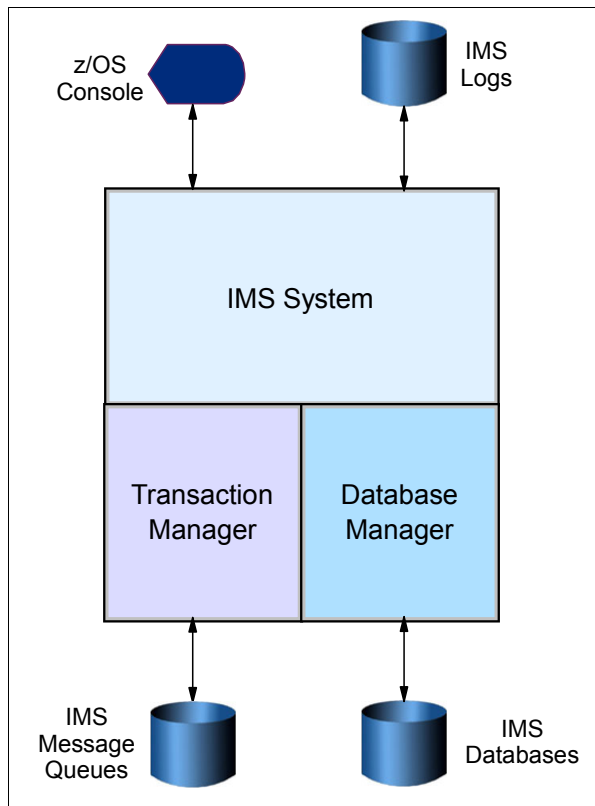 z/OS
Console
IMS
Logs
IMS System
Transaction
Manager
Database
Manager
IMS
Message
Queues
IMS
Databases